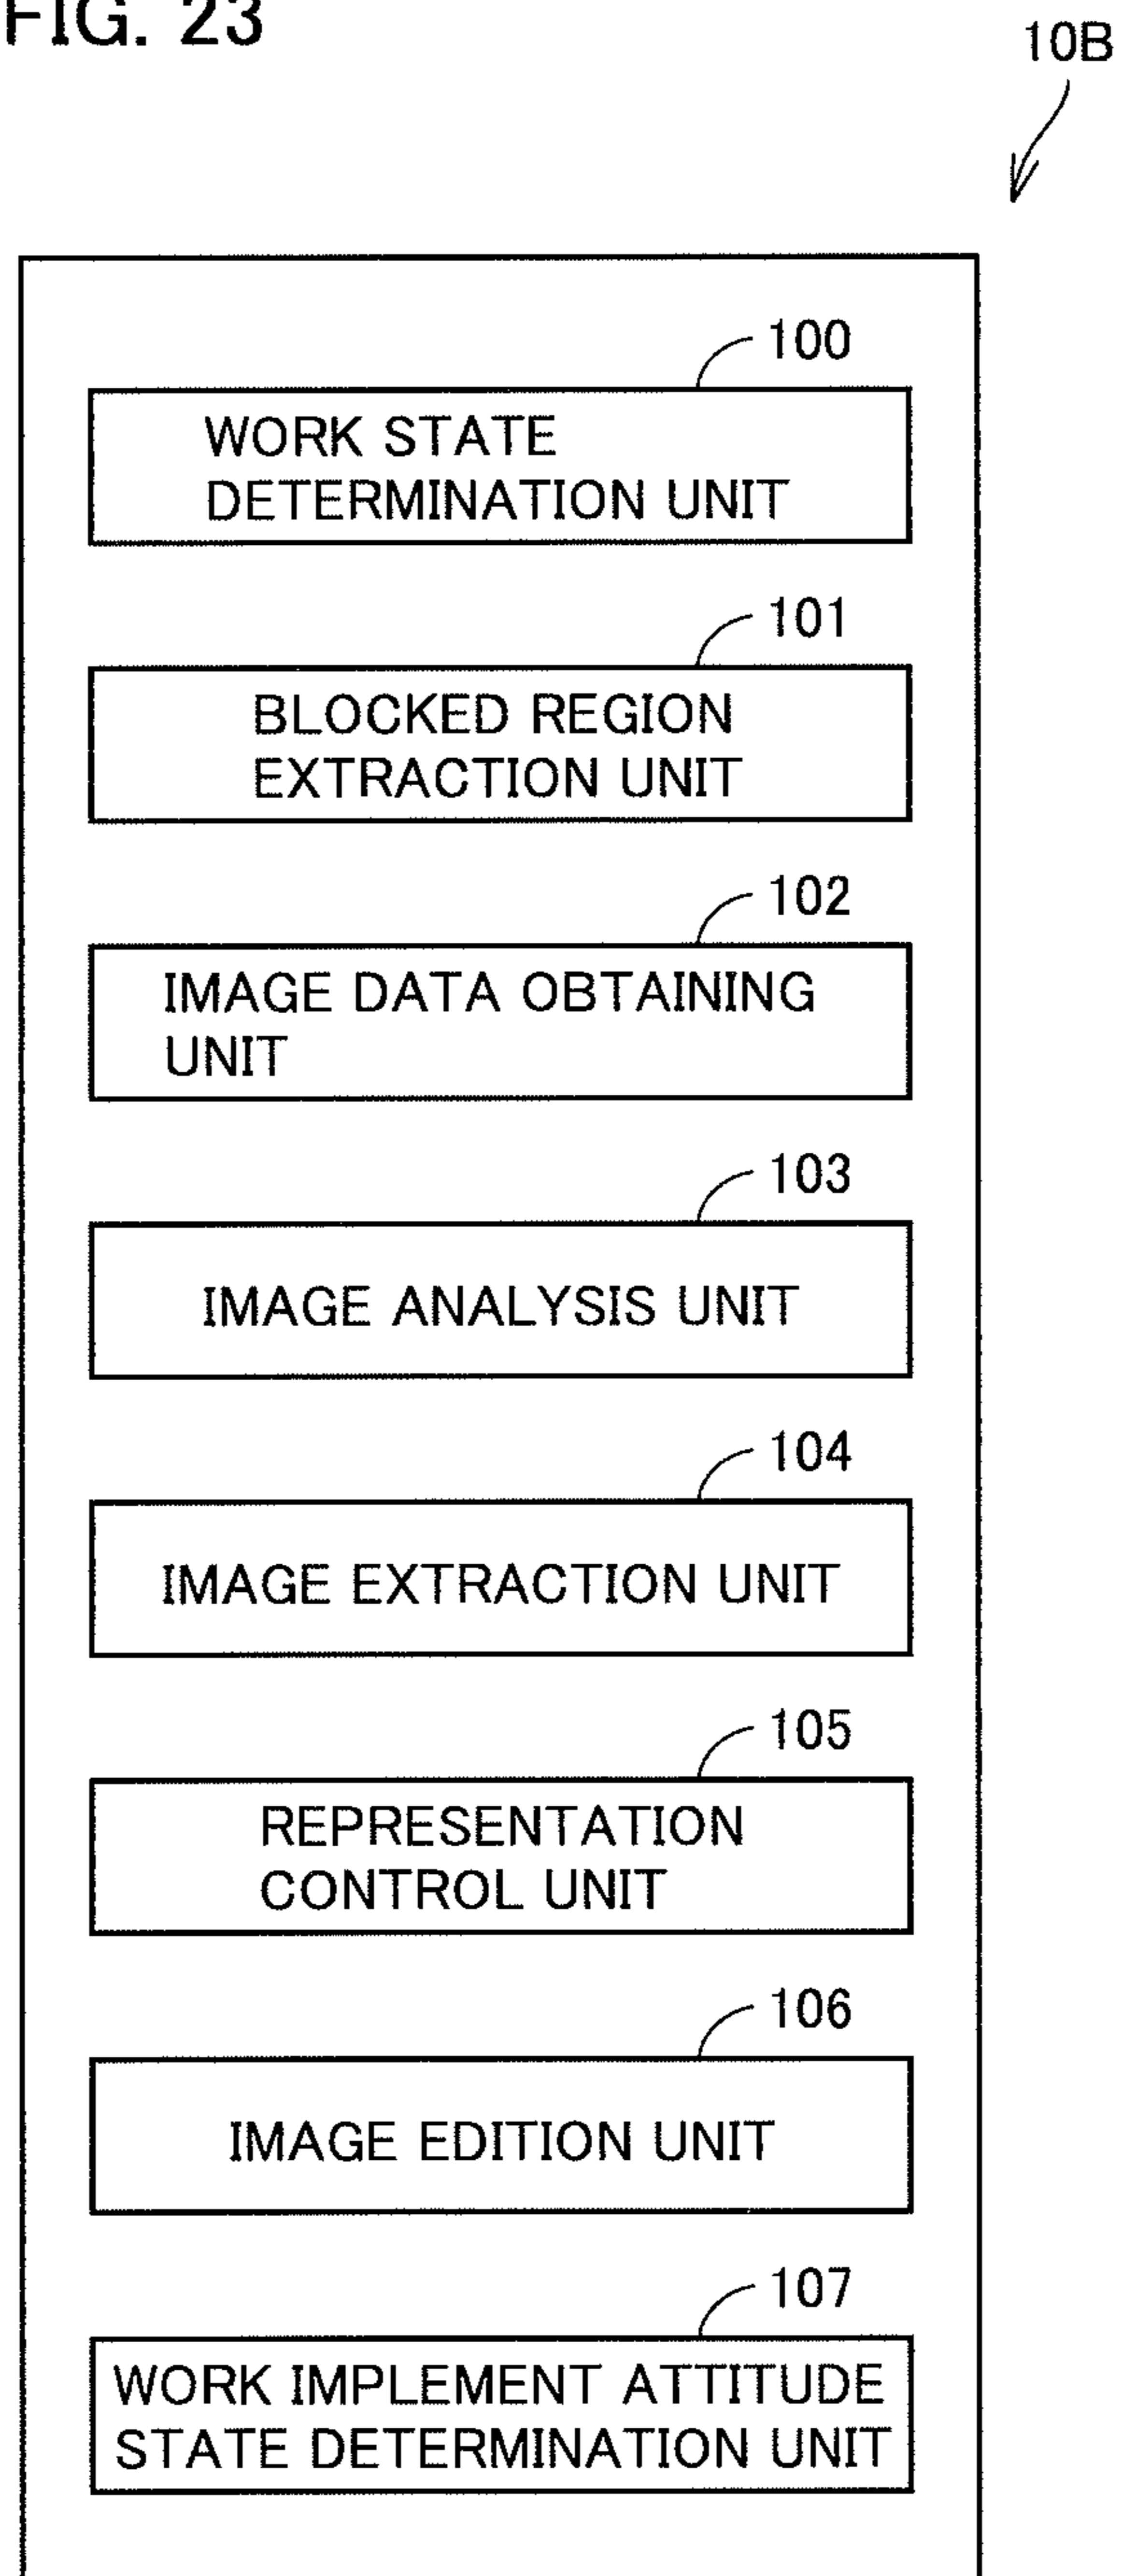 FIG. 23
10B
100
WORK STATE
DETERMINATION UNIT
101
BLOCKED REGION
EXTRACTION UNIT
102
IMAGE DATA OBTAINING
UNIT
103
IMAGE ANALYSIS UNIT
104
IMAGE EXTRACTION UNIT
105
REPRESENTATION
CONTROL UNIT
106
IMAGE EDITION UNIT
107
WORK IMPLEMENT ATTITUDE
STATE DETERMINATION UNIT